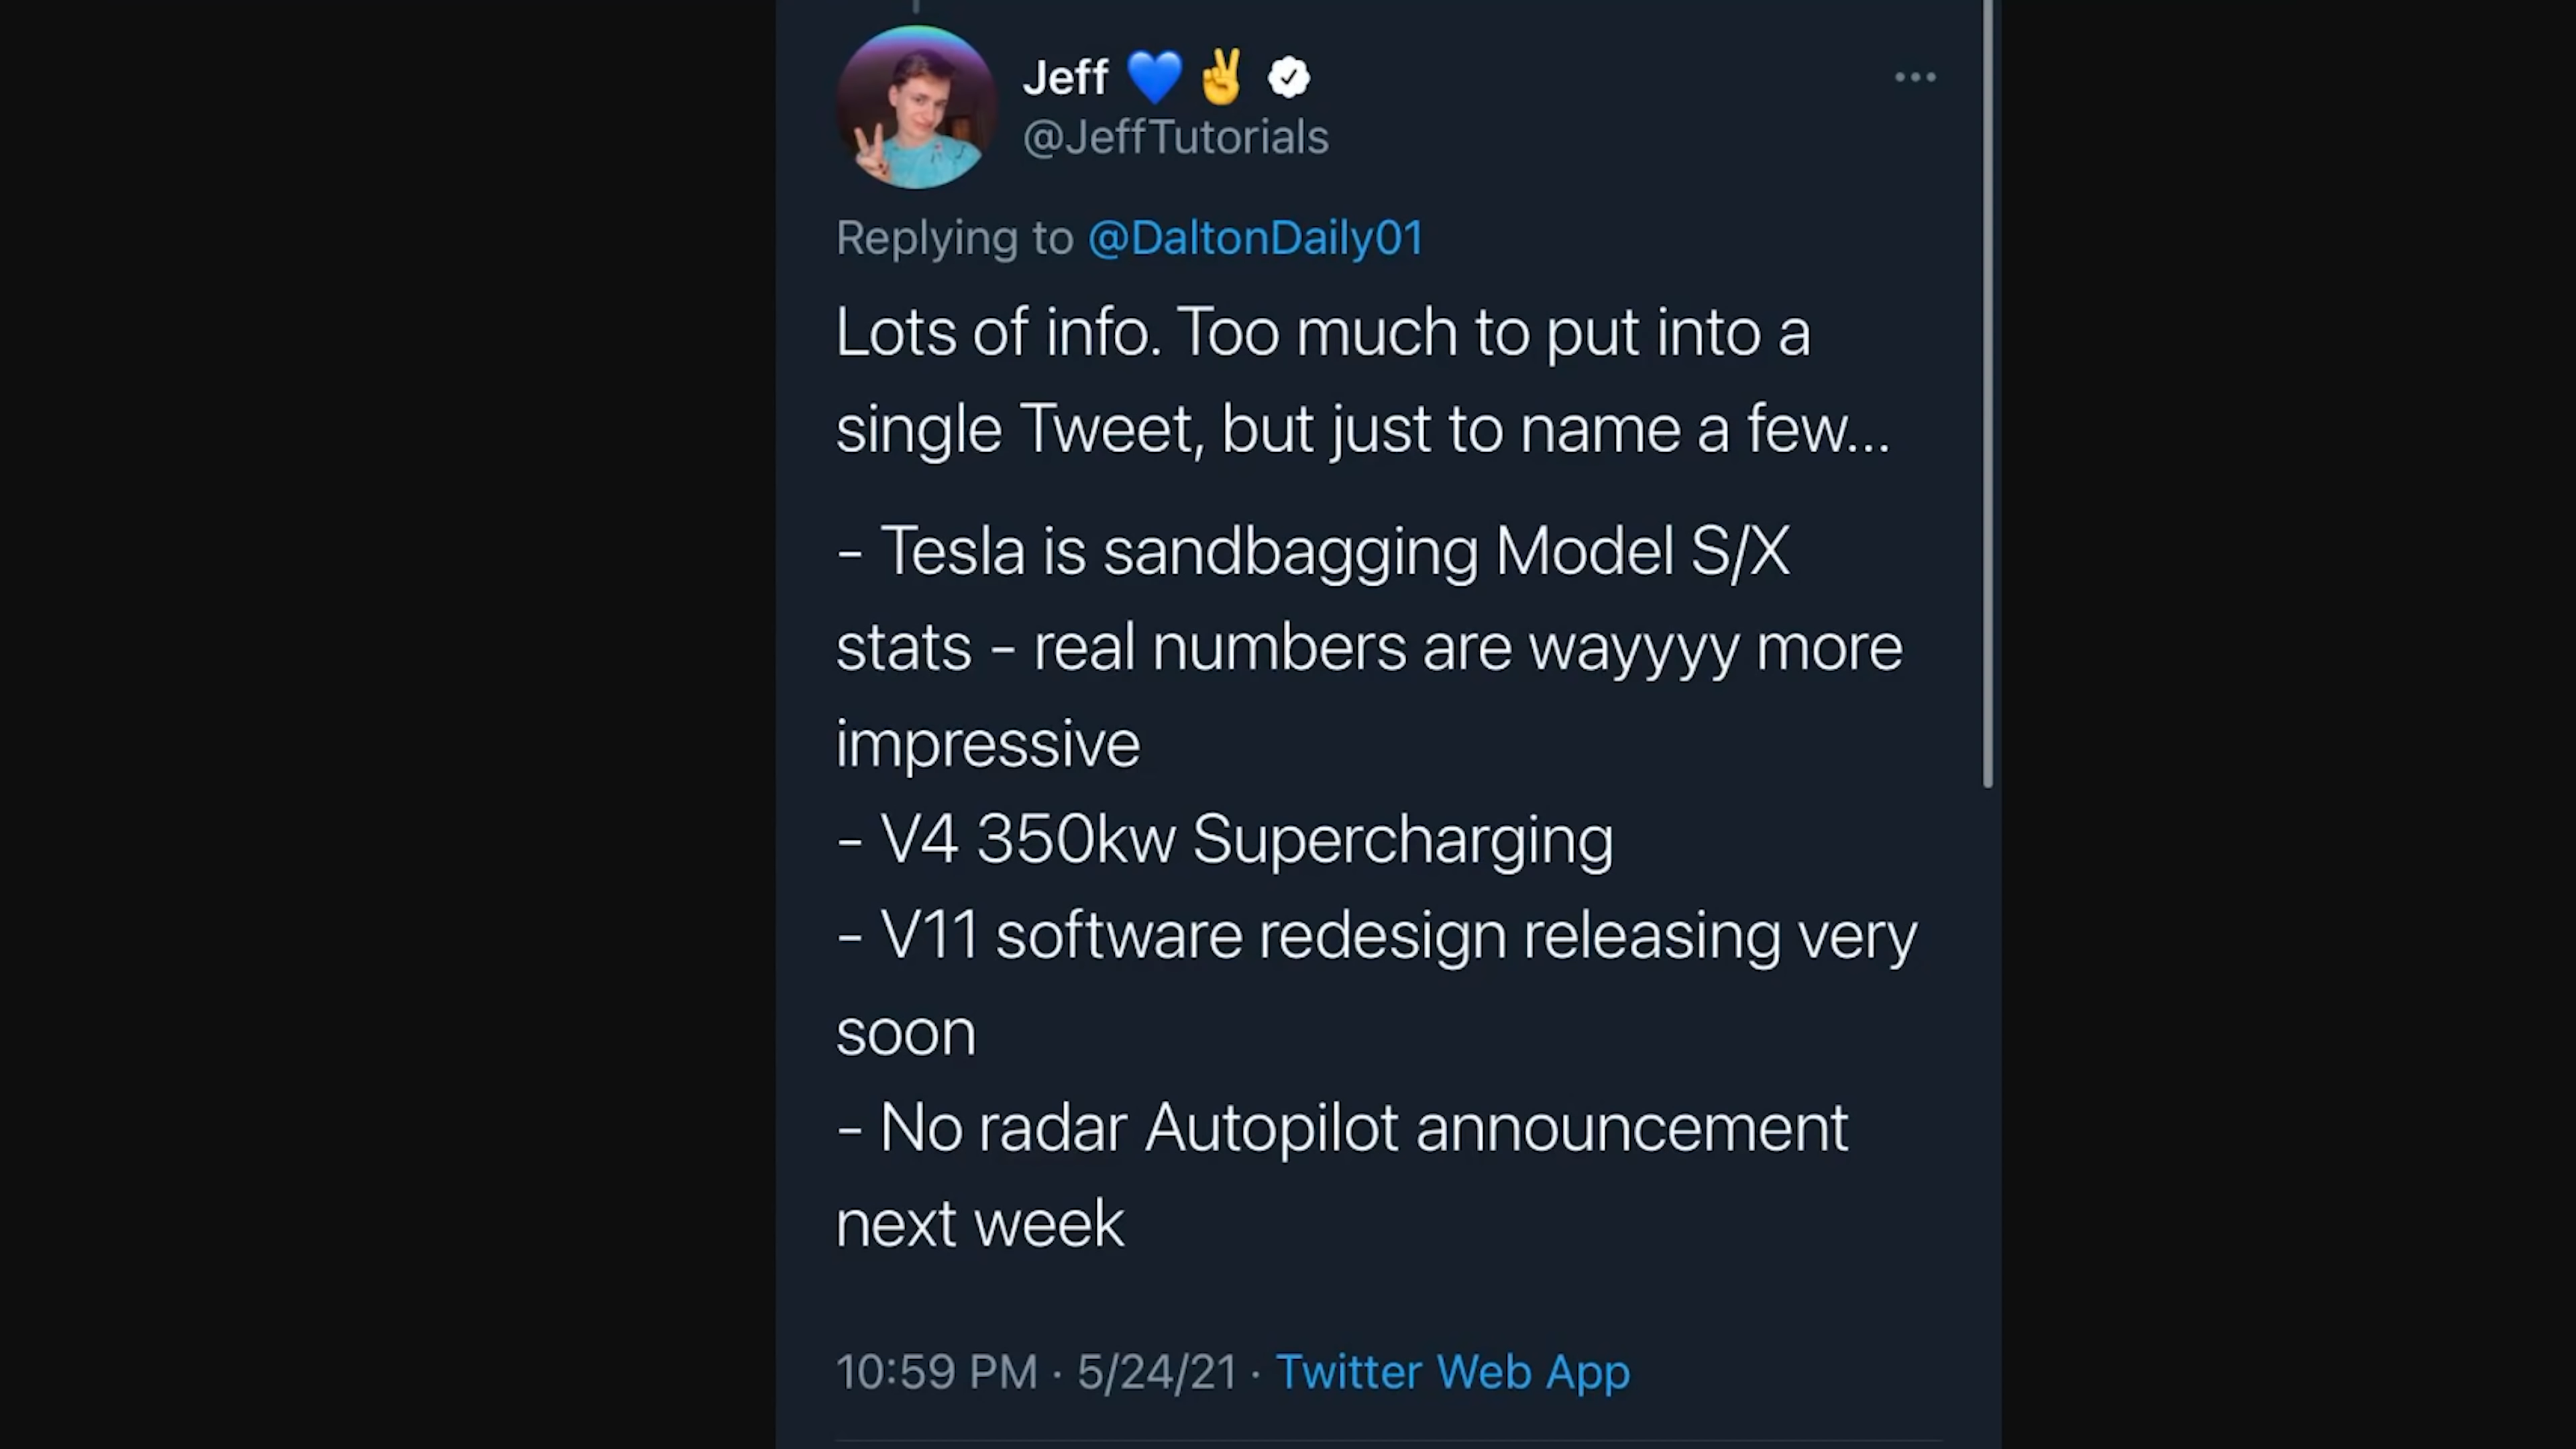 Jeff 💙✌️
@JeffTutorials
Replying to @DaltonDaily01
Lots of info. Too much to put into a
single Tweet, but just to name a few...
- Tesla is sandbagging Model S/X
stats - real numbers are wayyyy more
impressive
- V4 350kw Supercharging
- V11 software redesign releasing very
soon
- No radar Autopilot announcement
next week
10:59 PM · 5/24/21 · Twitter Web App